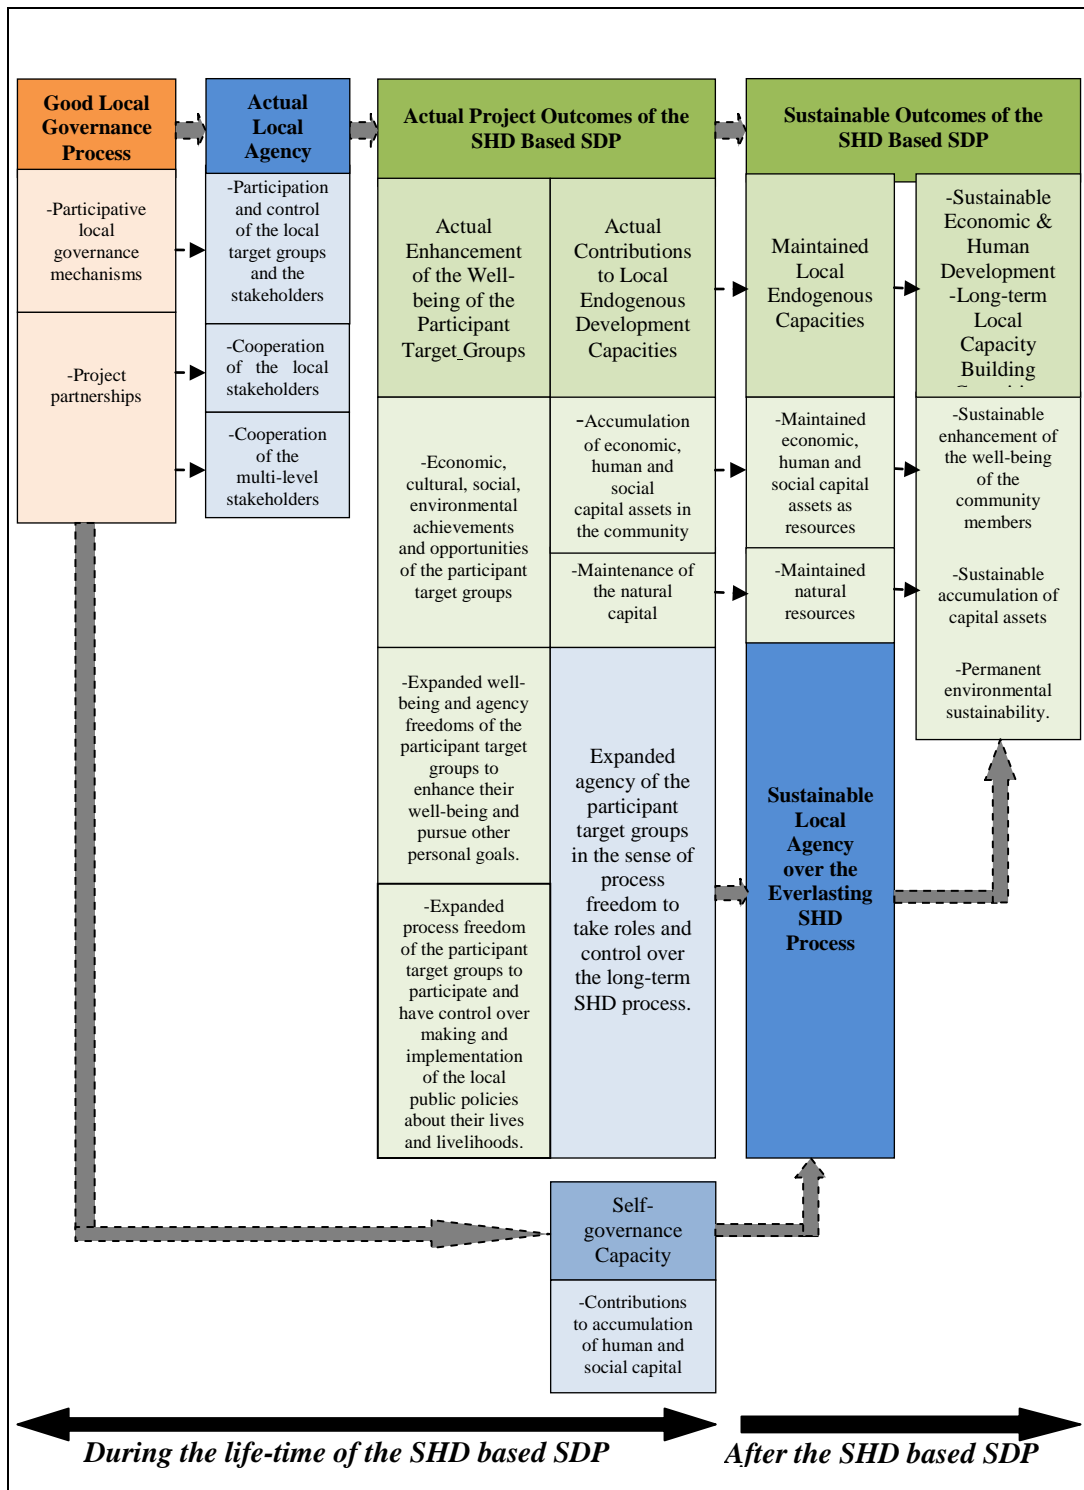 Good Local
Governance
Process
Actual
Local
Agency
Actual Project Outcomes of the
SHD Based SDP
Sustainable Outcomes of the
SHD Based SDP
-Participative
local
governance
mechanisms
-Project
partnerships
-Participation
and control
of the local
target groups
and the
stakeholders
-Cooperation
of the local
stakeholders
-Cooperation
of the
multi-level
stakeholders
Actual
Enhancement
of the Well-
being of the
Participant
Target Groups
Actual
Contributions
to Local
Endogenous
Development
Capacities
Maintained
Local
Endogenous
Capacities
-Sustainable
Economic &
Human
Development
-Long-term
Local
Capacity
Building
-Economic,
cultural, social,
environmental
achievements
and opportunities
of the participant
target groups
-Accumulation
of economic,
human and
social
capital assets in
the community
-Maintenance of
the natural
capital
-Maintained
economic,
human and
social capital
assets as
resources
-Maintained
natural
resources
-Sustainable
enhancement of
the well-being
of the
community
members
-Sustainable
accumulation of
capital assets
-Permanent
environmental
sustainability.
-Expanded well-
being and agency
freedoms of the
participant target
groups to
enhance their
well-being and
pursue other
personal goals.
-Expanded
process freedom
of the participant
target groups to
participate and
have control over
making and
implementation
of the local
public policies
about their lives
and livelihoods.
Expanded
agency of the
participant
target groups
in the sense of
process
freedom to
take roles and
control over
the long-term
SHD process.
Sustainable
Local
Agency
over the
Everlasting
SHD
Process
Self-
governance
Capacity
-Contributions
to accumulation
of human and
social capital
During the life-time of the SHD based SDP
After the SHD based SDP